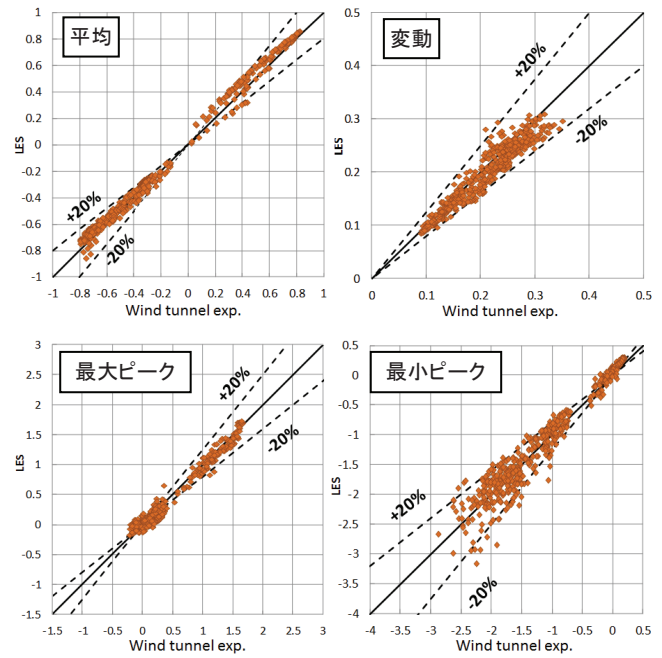 平均
1
0.8
0.6
0.4
0.2
0
-0.2
-0.4
-0.6
-0.8
-1
LES
+20%
-20%
-1 -0.8 -0.6 -0.4 -0.2 0 0.2 0.4 0.6 0.8 1
Wind tunnel exp.
変動
0.5
0.4
0.3
0.2
0.1
0
LES
+20%
-20%
0 0.1 0.2 0.3 0.4 0.5
Wind tunnel exp.
最大ピーク
3
2.5
2
1.5
1
0.5
0
-0.5
-1
-1.5
LES
+20%
-20%
-1.5 -1 -0.5 0 0.5 1 1.5 2 2.5 3
Wind tunnel exp.
最小ピーク
0.5
0
-0.5
-1
-1.5
-2
-2.5
-3
-3.5
-4
LES
+20%
-20%
-4 -3.5 -3 -2.5 -2 -1.5 -1 -0.5 0 0.5
Wind tunnel exp.